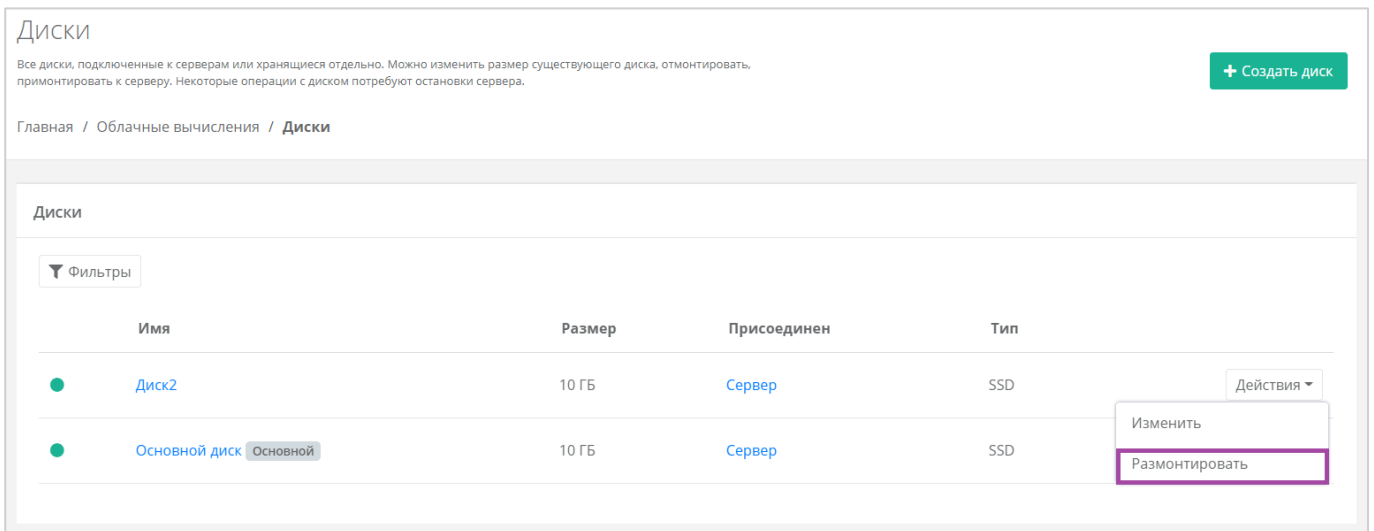 Диски
Все диски, подключенные к серверам или хранящиеся отдельно. Можно изменить размер существующего диска, отмонтировать,
примонтировать к серверу. Некоторые операции с диском потребуют остановки сервера.
+ Создать диск
Главная / Облачные вычисления / Диски
Диски
Фильтры
Имя Размер Присоединен Тип
Диск2 10 ГБ Сервер SSD Действия
Изменить
Основной диск Основной 10 ГБ Сервер SSD
Размонтировать